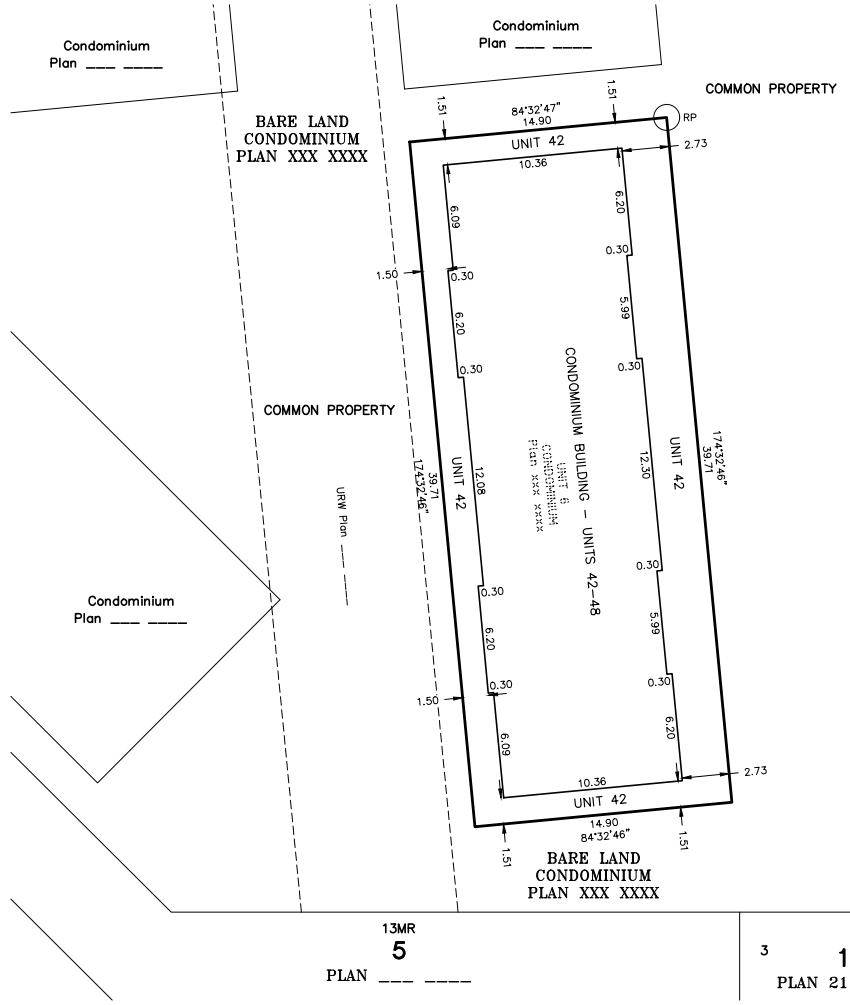 Condominium
Plan ___ ____
Condominium
Plan ___ ____
COMMON PROPERTY
BARE LAND
CONDOMINIUM
PLAN XXX XXXX
1.51
84°32'47"
14.90
1.51
RP
UNIT 42
2.73
10.36
6.09
6.20
0.30
1.50
0.30
6.20
5.99
0.30
0.30
COMMON PROPERTY
CONDOMINIUM BUILDING - UNITS 42-48
UNIT 6
CONDOMINIUM
Plan xxx xxxx
UNIT 42
12.08
12.30
UNIT 42
174°32'46"
39.71
39.71
174°32'46"
URW Plan ___ ____
0.30
0.30
Condominium
Plan ___ ____
6.20
5.99
0.30
0.30
1.50
6.09
6.20
10.36
2.73
UNIT 42
14.90
84°32'46"
1.51
1.51
BARE LAND
CONDOMINIUM
PLAN XXX XXXX
13MR
5
PLAN ___ ____
3
1
PLAN 21